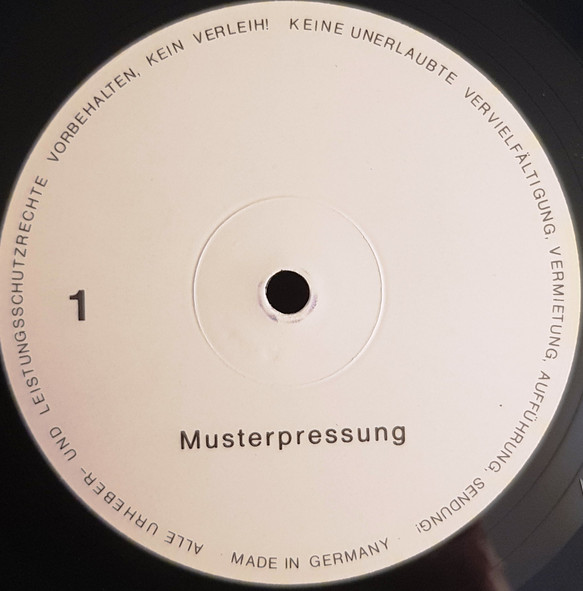 ALLE URHEBER- UND LEISTUNGSSCHUTZRECHTE VORBEHALTEN, KEIN VERLEIH! KEINE UNERLAUBTE VERVIELFÄLTIGUNG, VERMIETUNG, AUFFÜHRUNG, SENDUNG!
1
Musterpressung
· MADE IN GERMANY ·